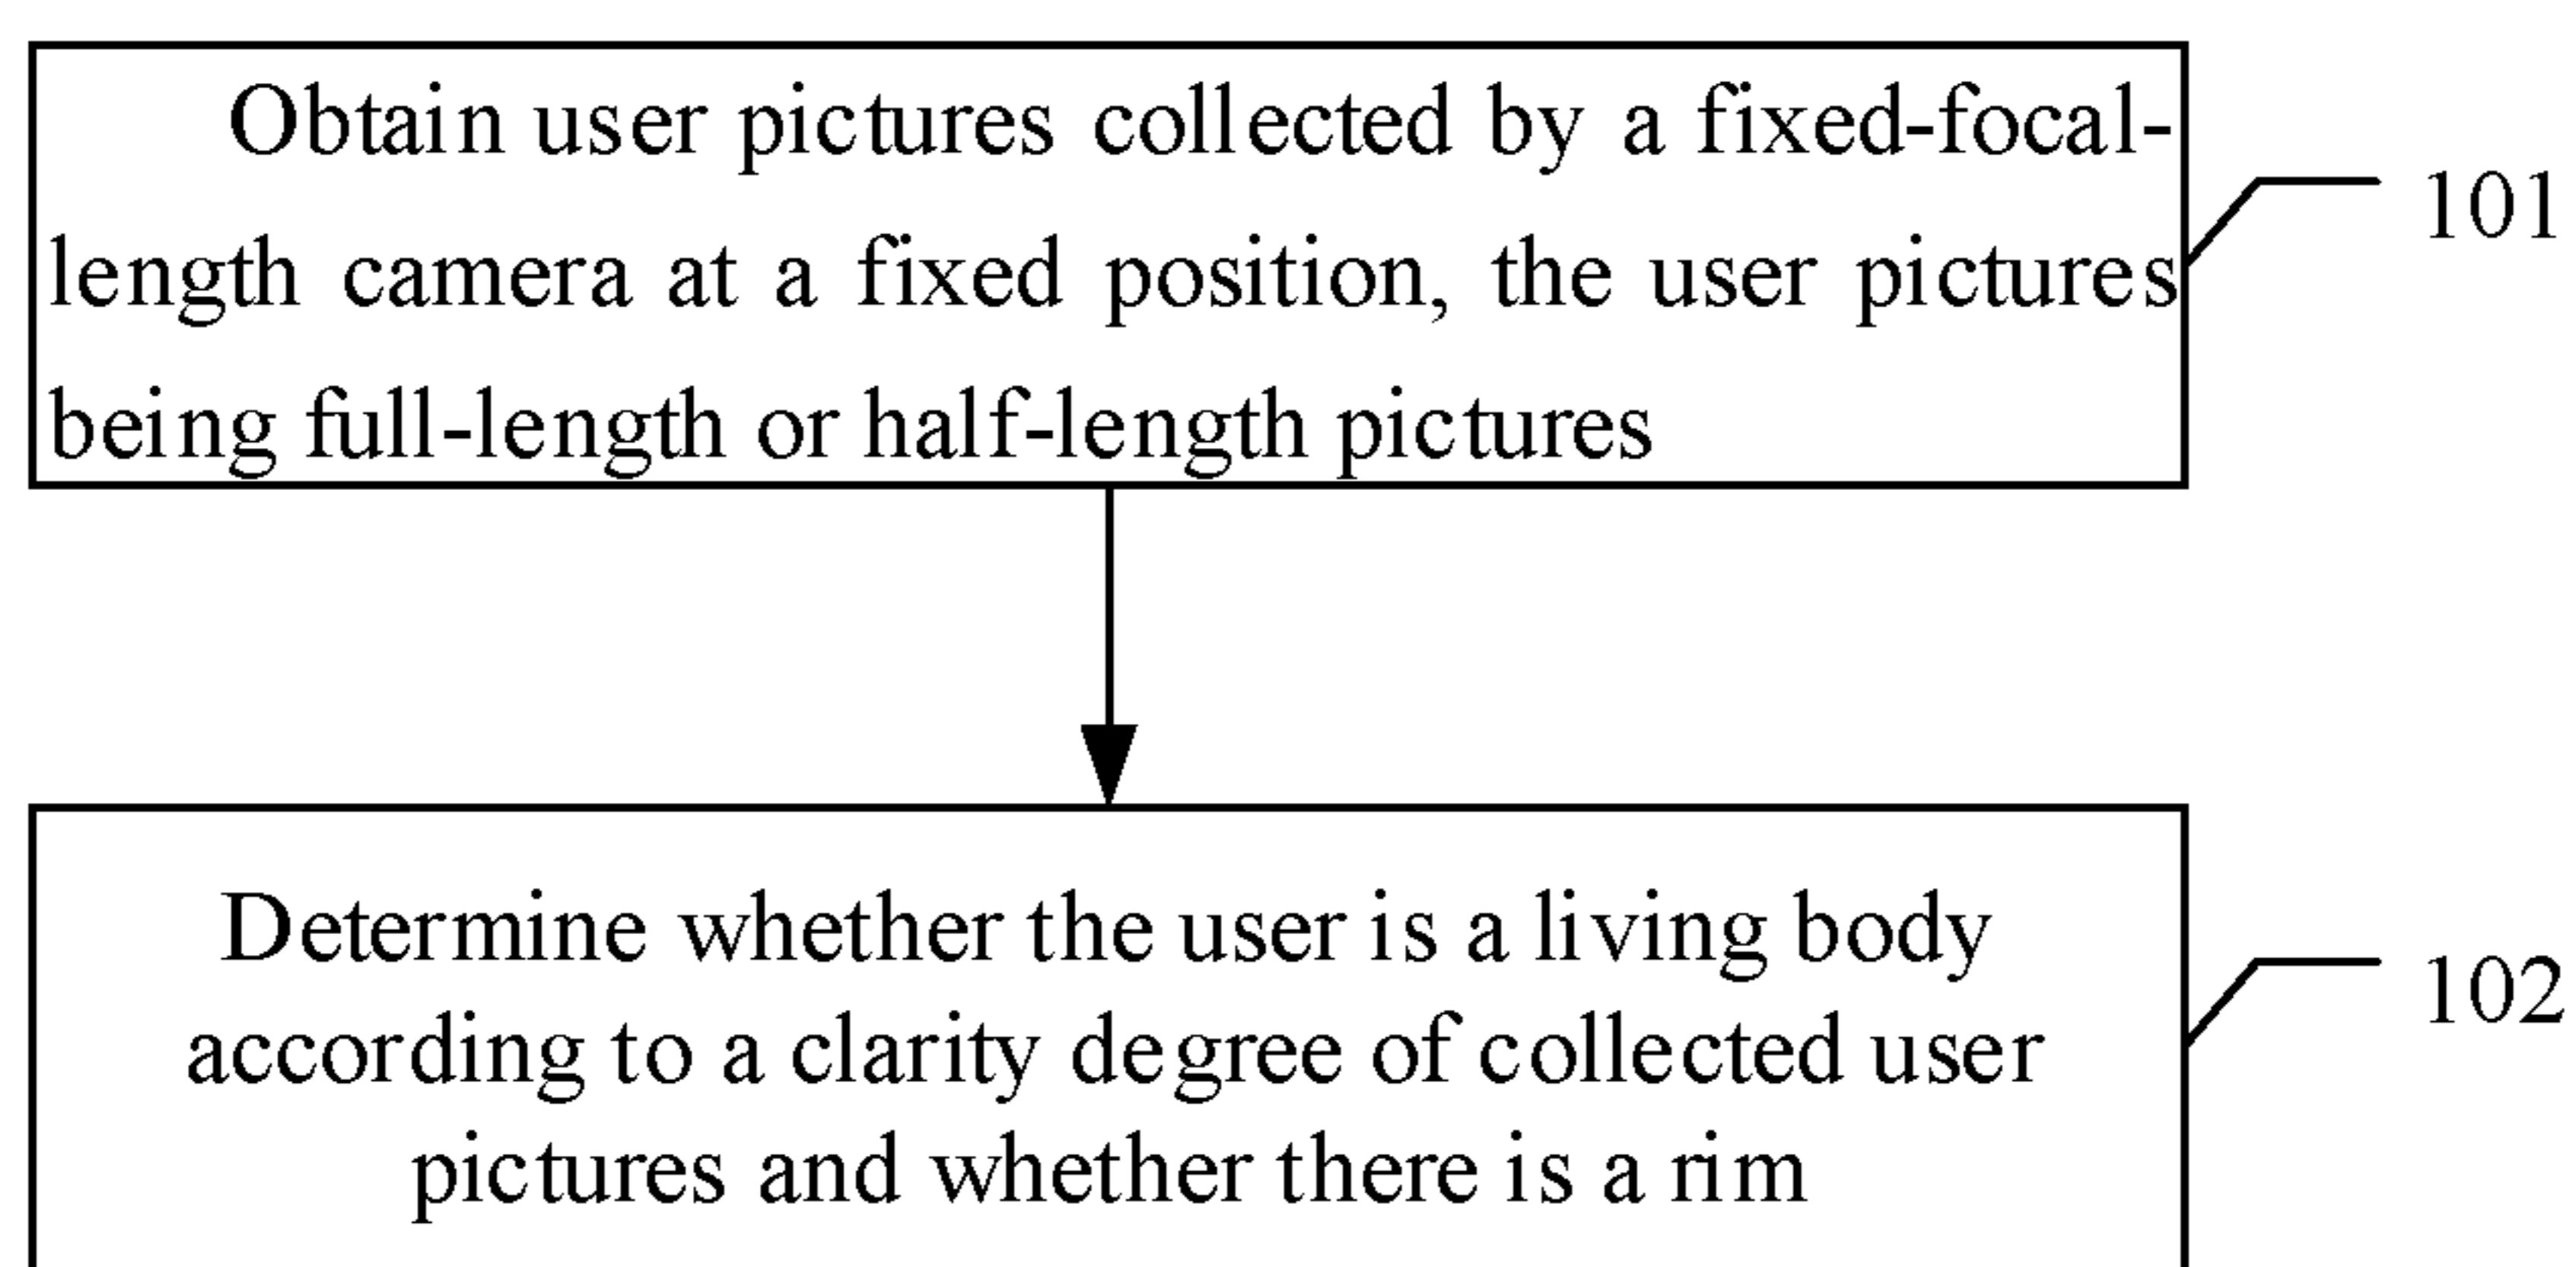 Obtain user pictures collected by a fixed-focal-
length camera at a fixed position, the user pictures
being full-length or half-length pictures
101
Determine whether the user is a living body
according to a clarity degree of collected user
pictures and whether there is a rim
102